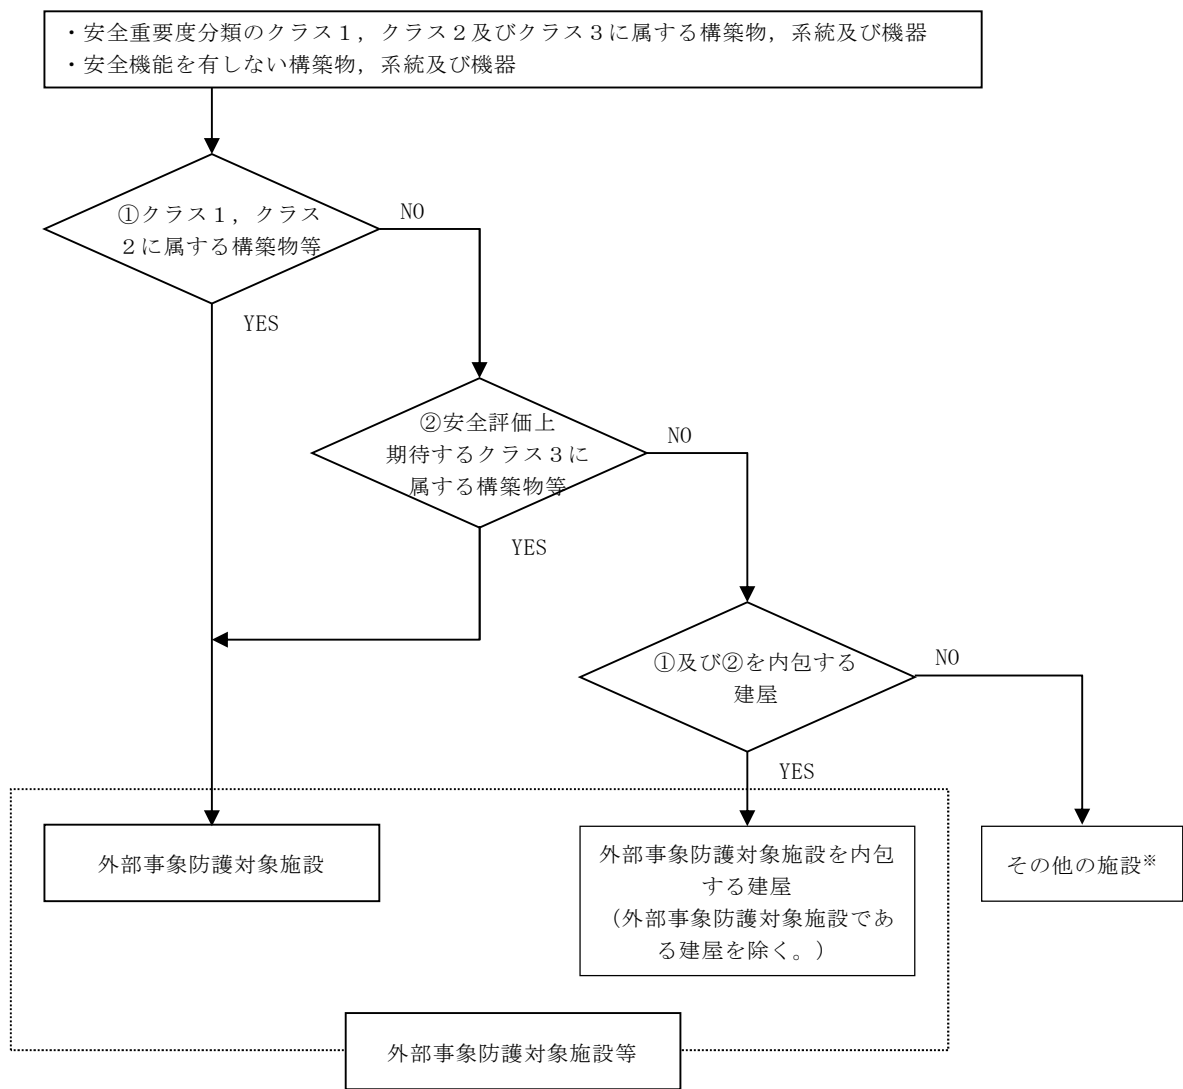 ・安全重要度分類のクラス１，クラス２及びクラス３に属する構築物，系統及び機器
・安全機能を有しない構築物，系統及び機器
①クラス１，クラス
２に属する構築物等
NO
YES
②安全評価上
期待するクラス３に
属する構築物等
NO
YES
①及び②を内包する
建屋
NO
YES
外部事象防護対象施設
外部事象防護対象施設を内包
する建屋
（外部事象防護対象施設であ
る建屋を除く。）
その他の施設※
外部事象防護対象施設等